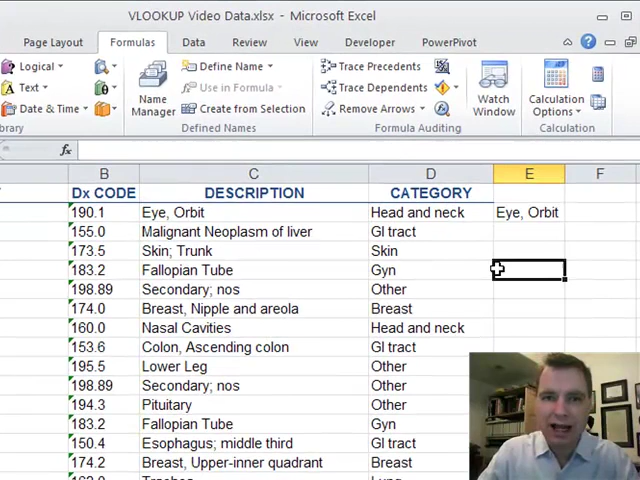 VLOOKUP Video Data.xlsx - Microsoft Excel
Page Layout Formulas Data Review View Developer PowerPivot
Logical Define Name Trace Precedents
Text Use in Formula Trace Dependents
Date & Time Name Manager Create from Selection Remove Arrows Watch Window Calculation Options
Library Defined Names Formula Auditing Calculation
fx
B C D E F
Dx CODE DESCRIPTION CATEGORY
190.1 Eye, Orbit Head and neck Eye, Orbit
155.0 Malignant Neoplasm of liver GI tract
173.5 Skin; Trunk Skin
183.2 Fallopian Tube Gyn
198.89 Secondary; nos Other
174.0 Breast, Nipple and areola Breast
160.0 Nasal Cavities Head and neck
153.6 Colon, Ascending colon GI tract
195.5 Lower Leg Other
198.89 Secondary; nos Other
194.3 Pituitary Other
183.2 Fallopian Tube Gyn
150.4 Esophagus; middle third GI tract
174.2 Breast, Upper-inner quadrant Breast